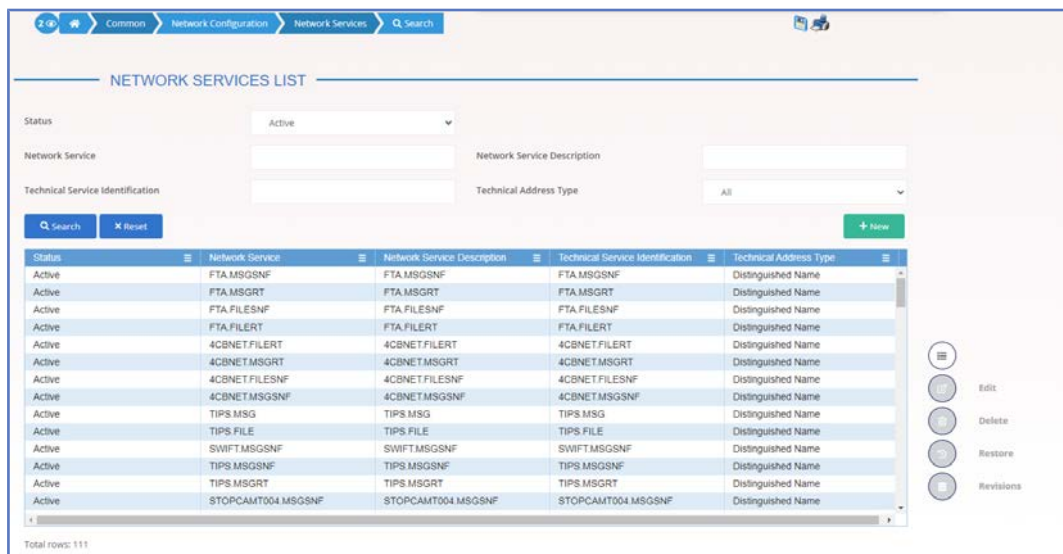 2 Common Network Configuration Network Services Search
NETWORK SERVICES LIST
Status Active
Network Service Network Service Description
Technical Service Identification Technical Address Type All
Search Reset New
Status Network Service Network Service Description Technical Service Identification Technical Address Type
Active FTA.MSGSNF FTA.MSGSNF FTA.MSGSNF Distinguished Name
Active FTA.MSGRT FTA.MSGRT FTA.MSGRT Distinguished Name
Active FTA.FILESNF FTA.FILESNF FTA.FILESNF Distinguished Name
Active FTA.FILERT FTA.FILERT FTA.FILERT Distinguished Name
Active 4CBNET.FILERT 4CBNET.FILERT 4CBNET.FILERT Distinguished Name
Active 4CBNET.MSGRT 4CBNET.MSGRT 4CBNET.MSGRT Distinguished Name
Active 4CBNET.FILESNF 4CBNET.FILESNF 4CBNET.FILESNF Distinguished Name
Active 4CBNET.MSGSNF 4CBNET.MSGSNF 4CBNET.MSGSNF Distinguished Name
Active TIPS.MSG TIPS.MSG TIPS.MSG Distinguished Name
Active TIPS.FILE TIPS.FILE TIPS.FILE Distinguished Name
Active SWIFT.MSGSNF SWIFT.MSGSNF SWIFT.MSGSNF Distinguished Name
Active TIPS.MSGSNF TIPS.MSGSNF TIPS.MSGSNF Distinguished Name
Active TIPS.MSGRT TIPS.MSGRT TIPS.MSGRT Distinguished Name
Active STOPCAMT004.MSGSNF STOPCAMT004.MSGSNF STOPCAMT004.MSGSNF Distinguished Name
Edit
Delete
Restore
Revisions
Total rows: 111